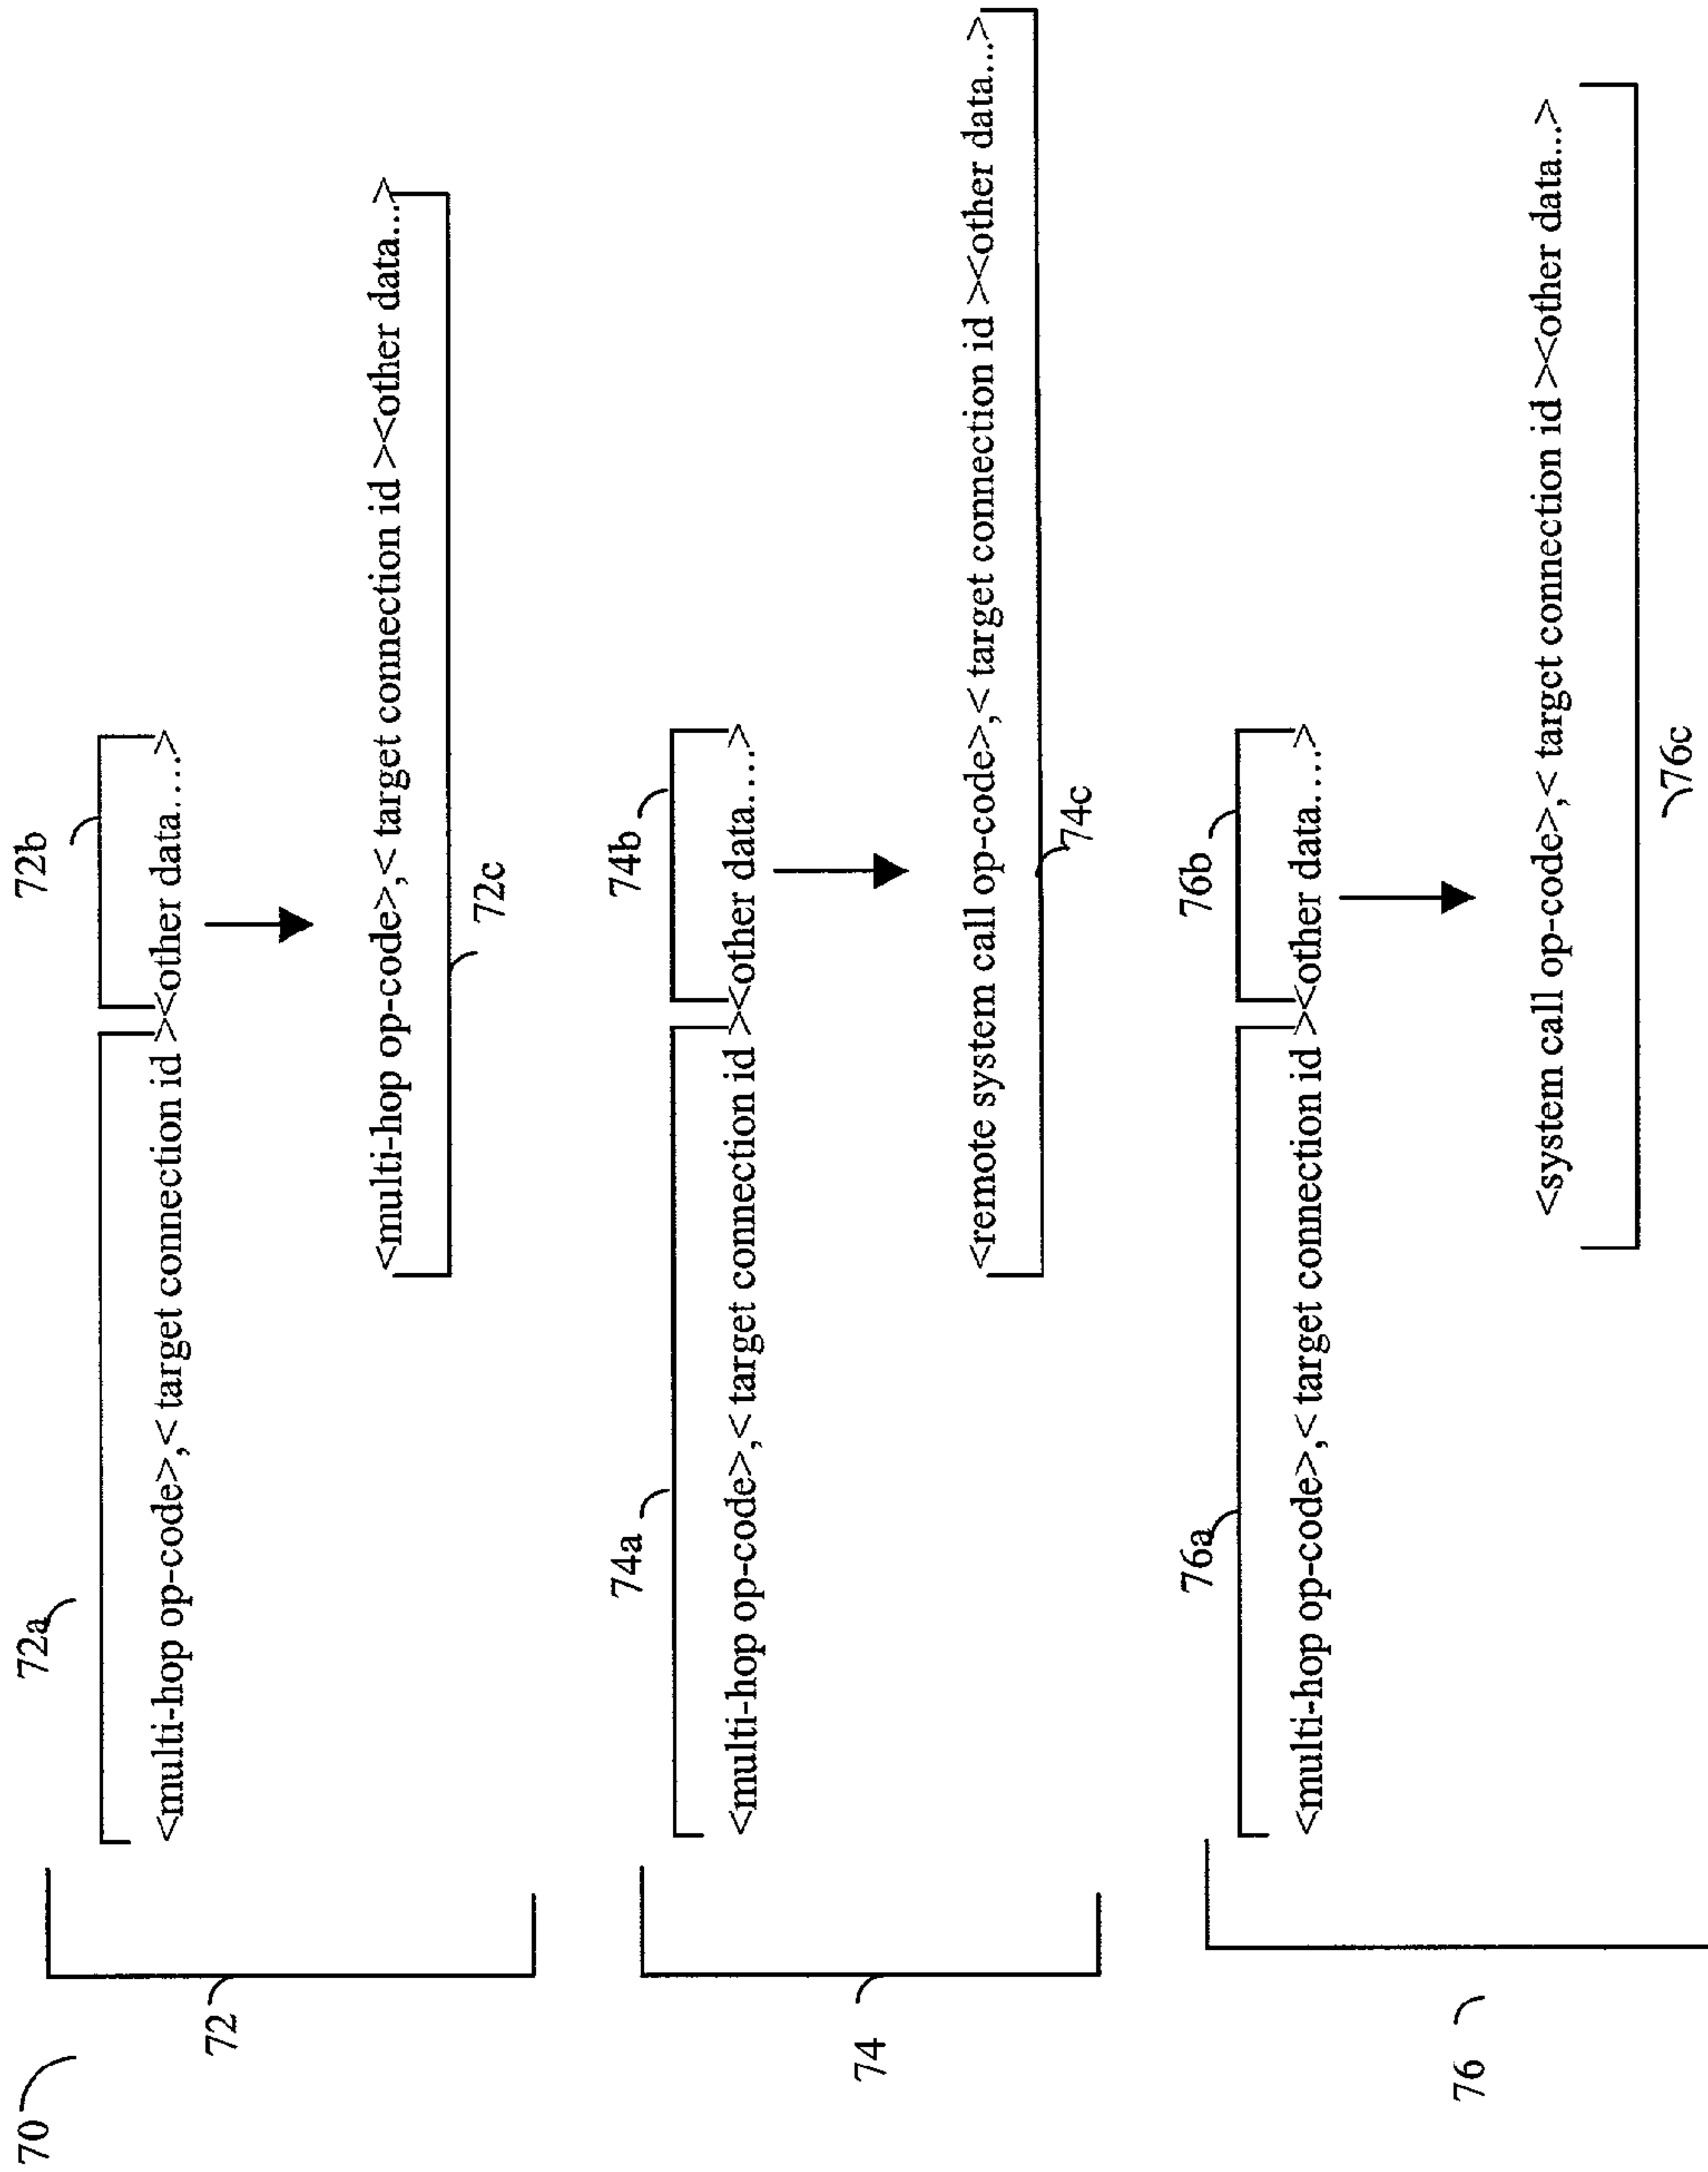 70
72
72a
72b
<multi-hop op-code>,< target connection id ><other data....>
<multi-hop op-code>,< target connection id ><other data...>
72c
74
74a
74b
<multi-hop op-code>,< target connection id ><other data....>
<remote system call op-code>,< target connection id ><other data...>
74c
76
76a
76b
<multi-hop op-code>,< target connection id ><other data....>
<system call op-code>,< target connection id ><other data...>
76c